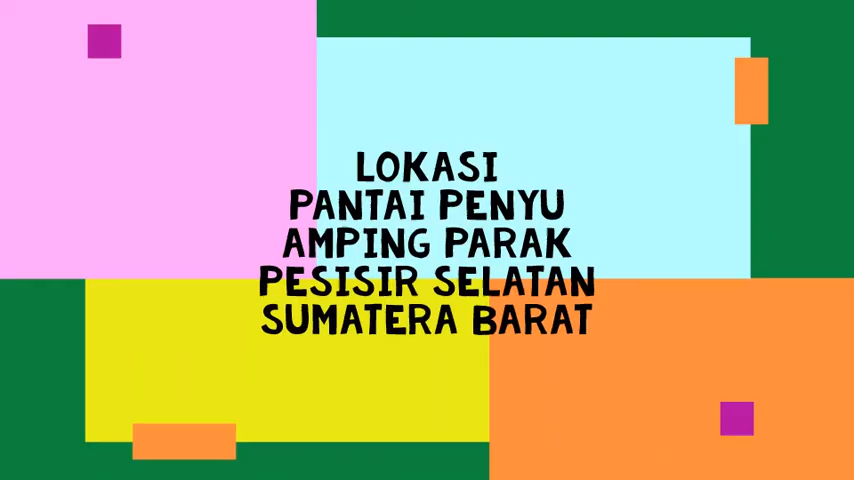 LOKASI
PANTAI PENYU
AMPING PARAK
PESISIR SELATAN
SUMATERA BARAT